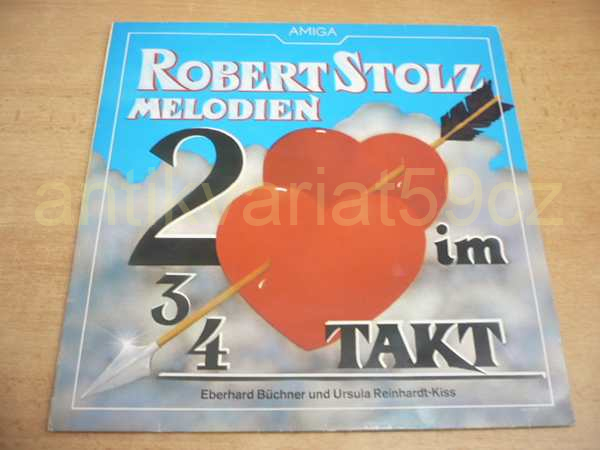 AMIGA
ROBERT STOLZ
MELODIEN
2
im
3
4
TAKT
Eberhard Büchner und Ursula Reinhardt-Kiss
antikvariat59cz.